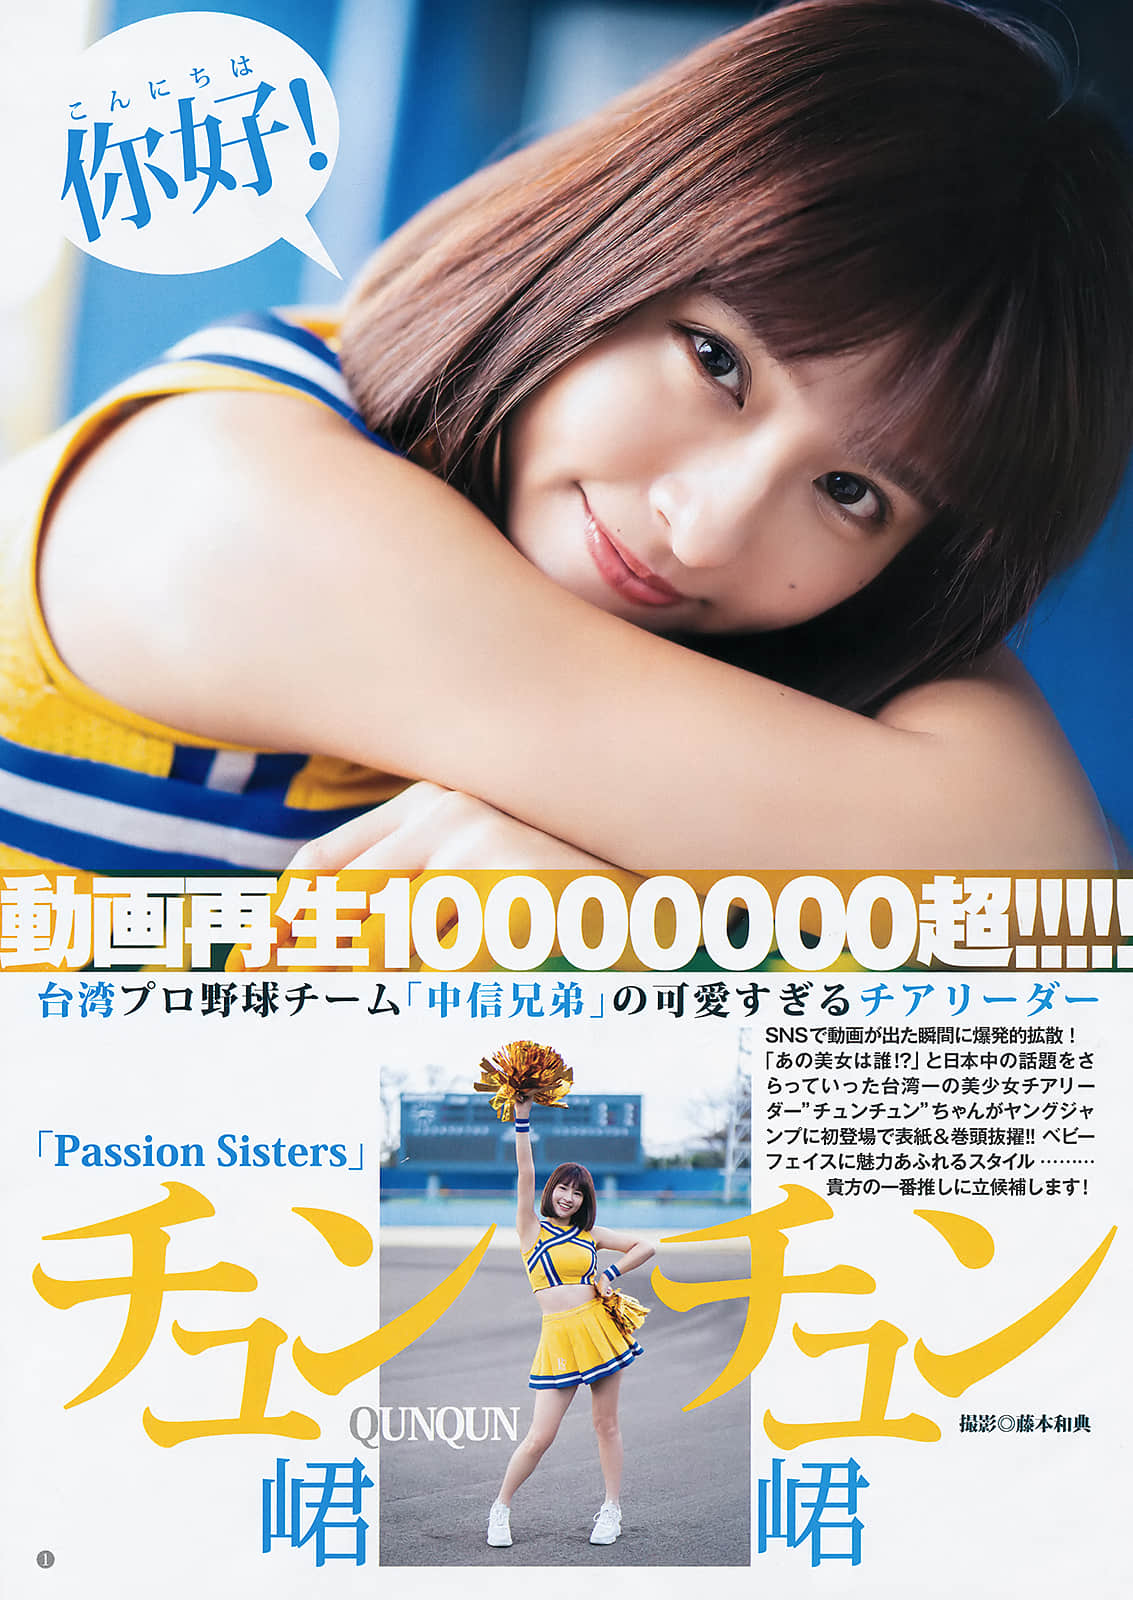 こんにちは
你好!
動画再生10000000超!!!!!
台湾プロ野球チーム「中信兄弟」の可愛すぎるチアリーダー
SNSで動画が出た瞬間に爆発的拡散!
「あの美女は誰!?」と日本中の話題をさ
らっていった台湾一の美少女チアリー
ダー”チュンチュン”ちゃんがヤングジャ
ンプに初登場で表紙&巻頭抜擢!! ベビー
フェイスに魅力あふれるスタイル………
貴方の一番推しに立候補します!
「Passion Sisters」
チュンチュン
QUNQUN
峮峮
撮影◎藤本和典
1